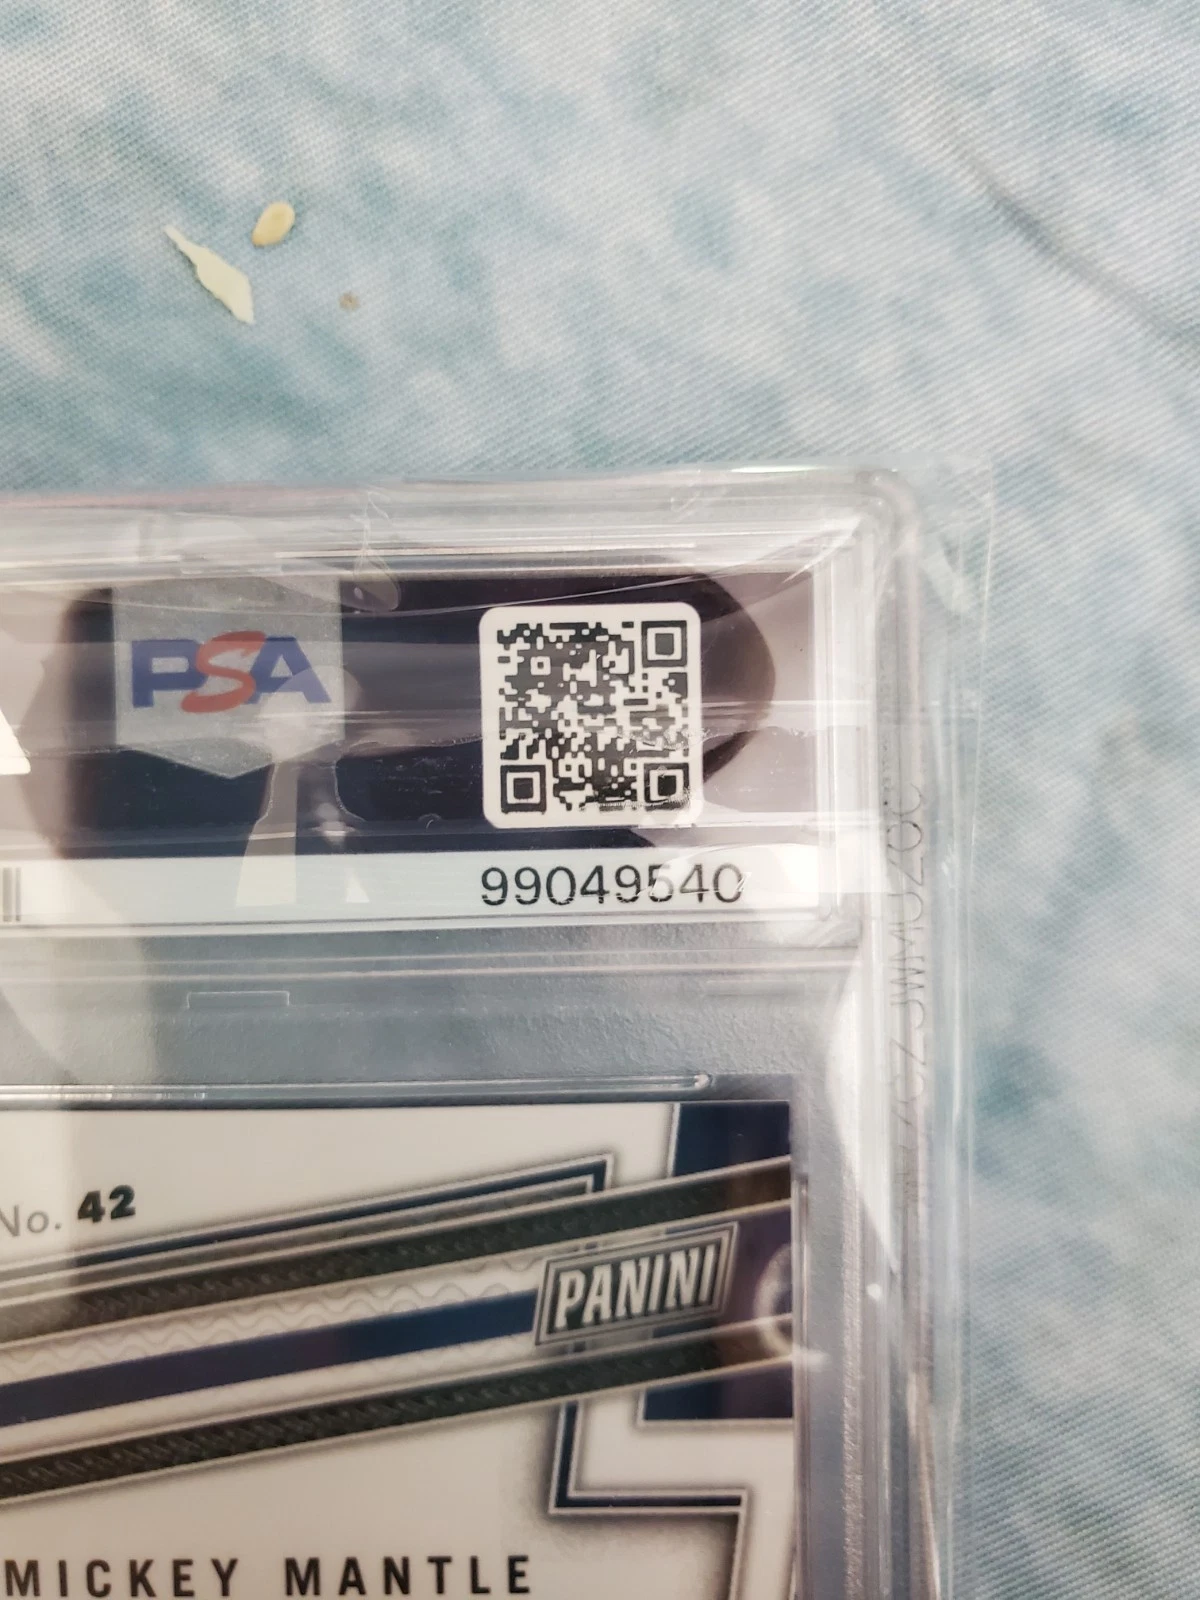 PSA
99049540
No. 42
PANINI
MICKEY MANTLE